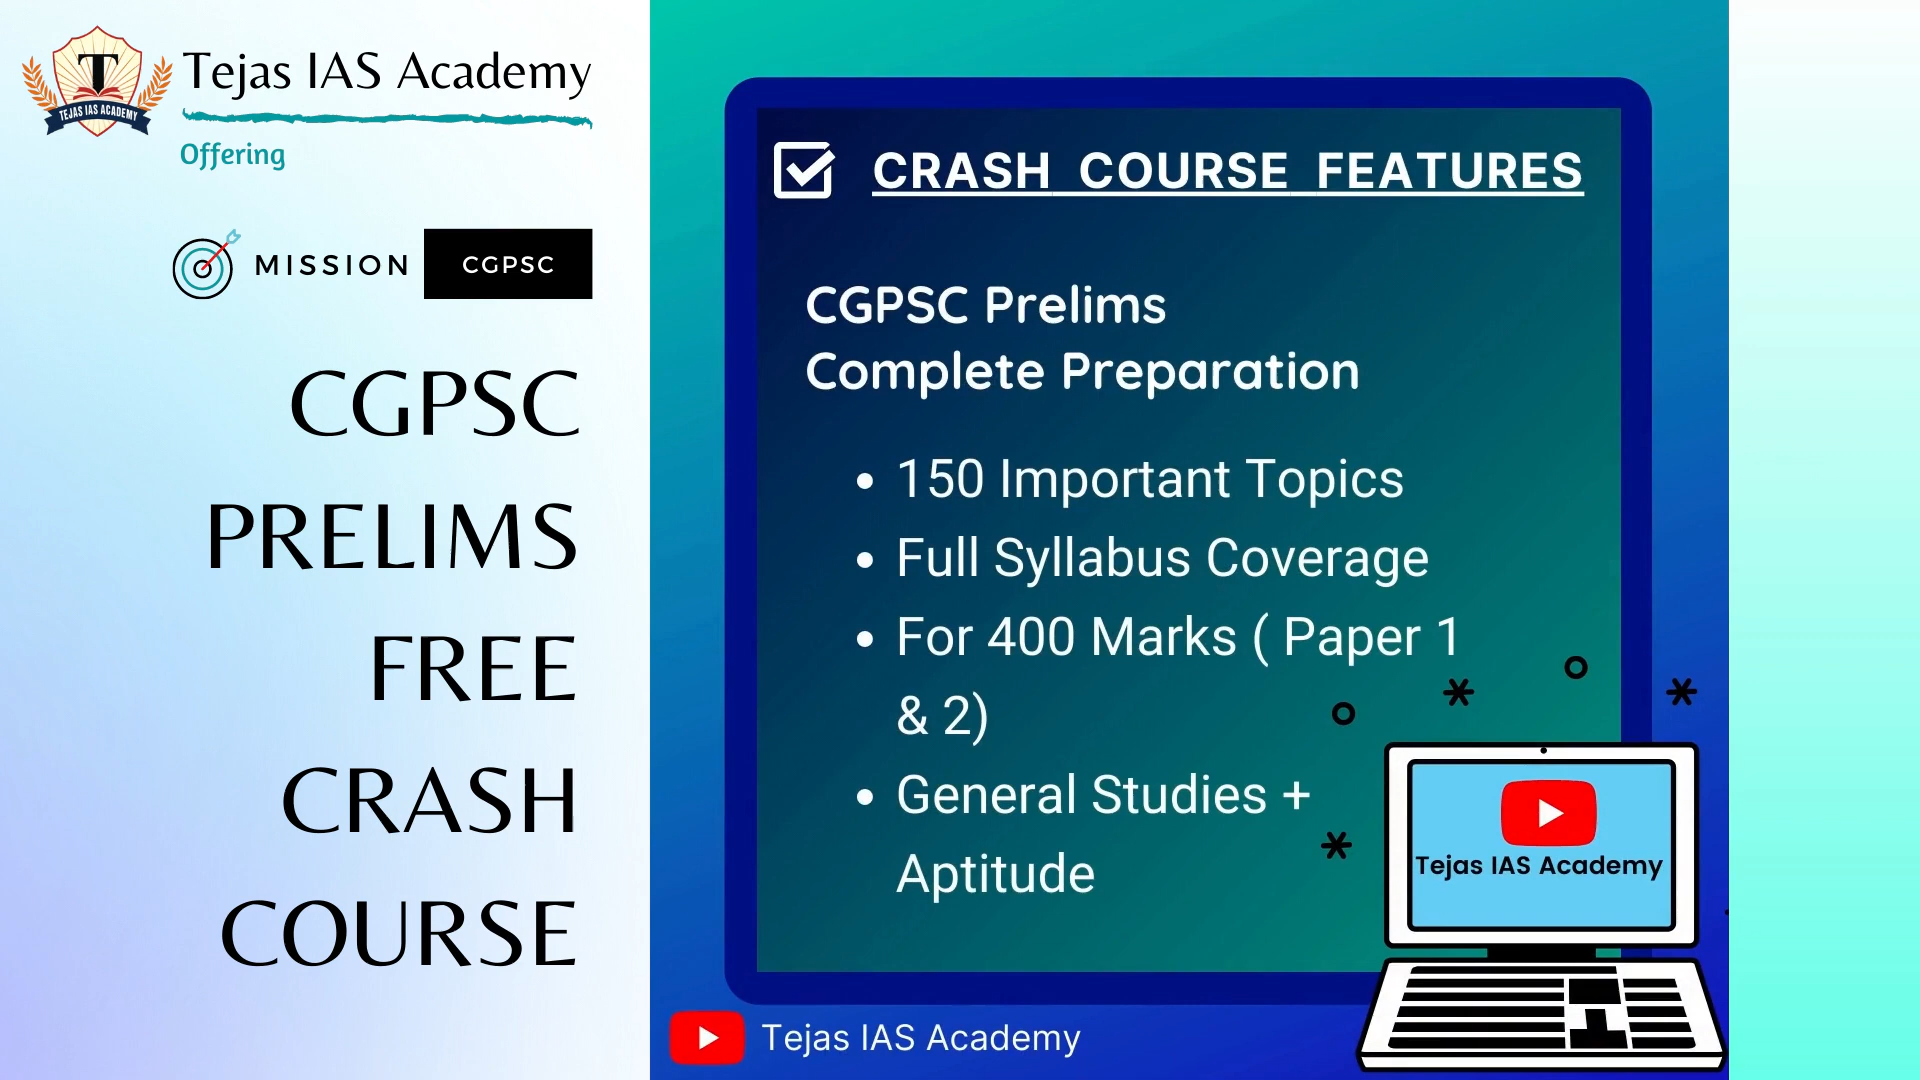 T
TEJAS IAS ACADEMY
Tejas IAS Academy
Offering
MISSION CGPSC
CGPSC
PRELIMS
FREE
CRASH
COURSE
CRASH COURSE FEATURES
CGPSC Prelims
Complete Preparation
• 150 Important Topics
• Full Syllabus Coverage
• For 400 Marks ( Paper 1
& 2)
• General Studies +
Aptitude
Tejas IAS Academy
Tejas IAS Academy